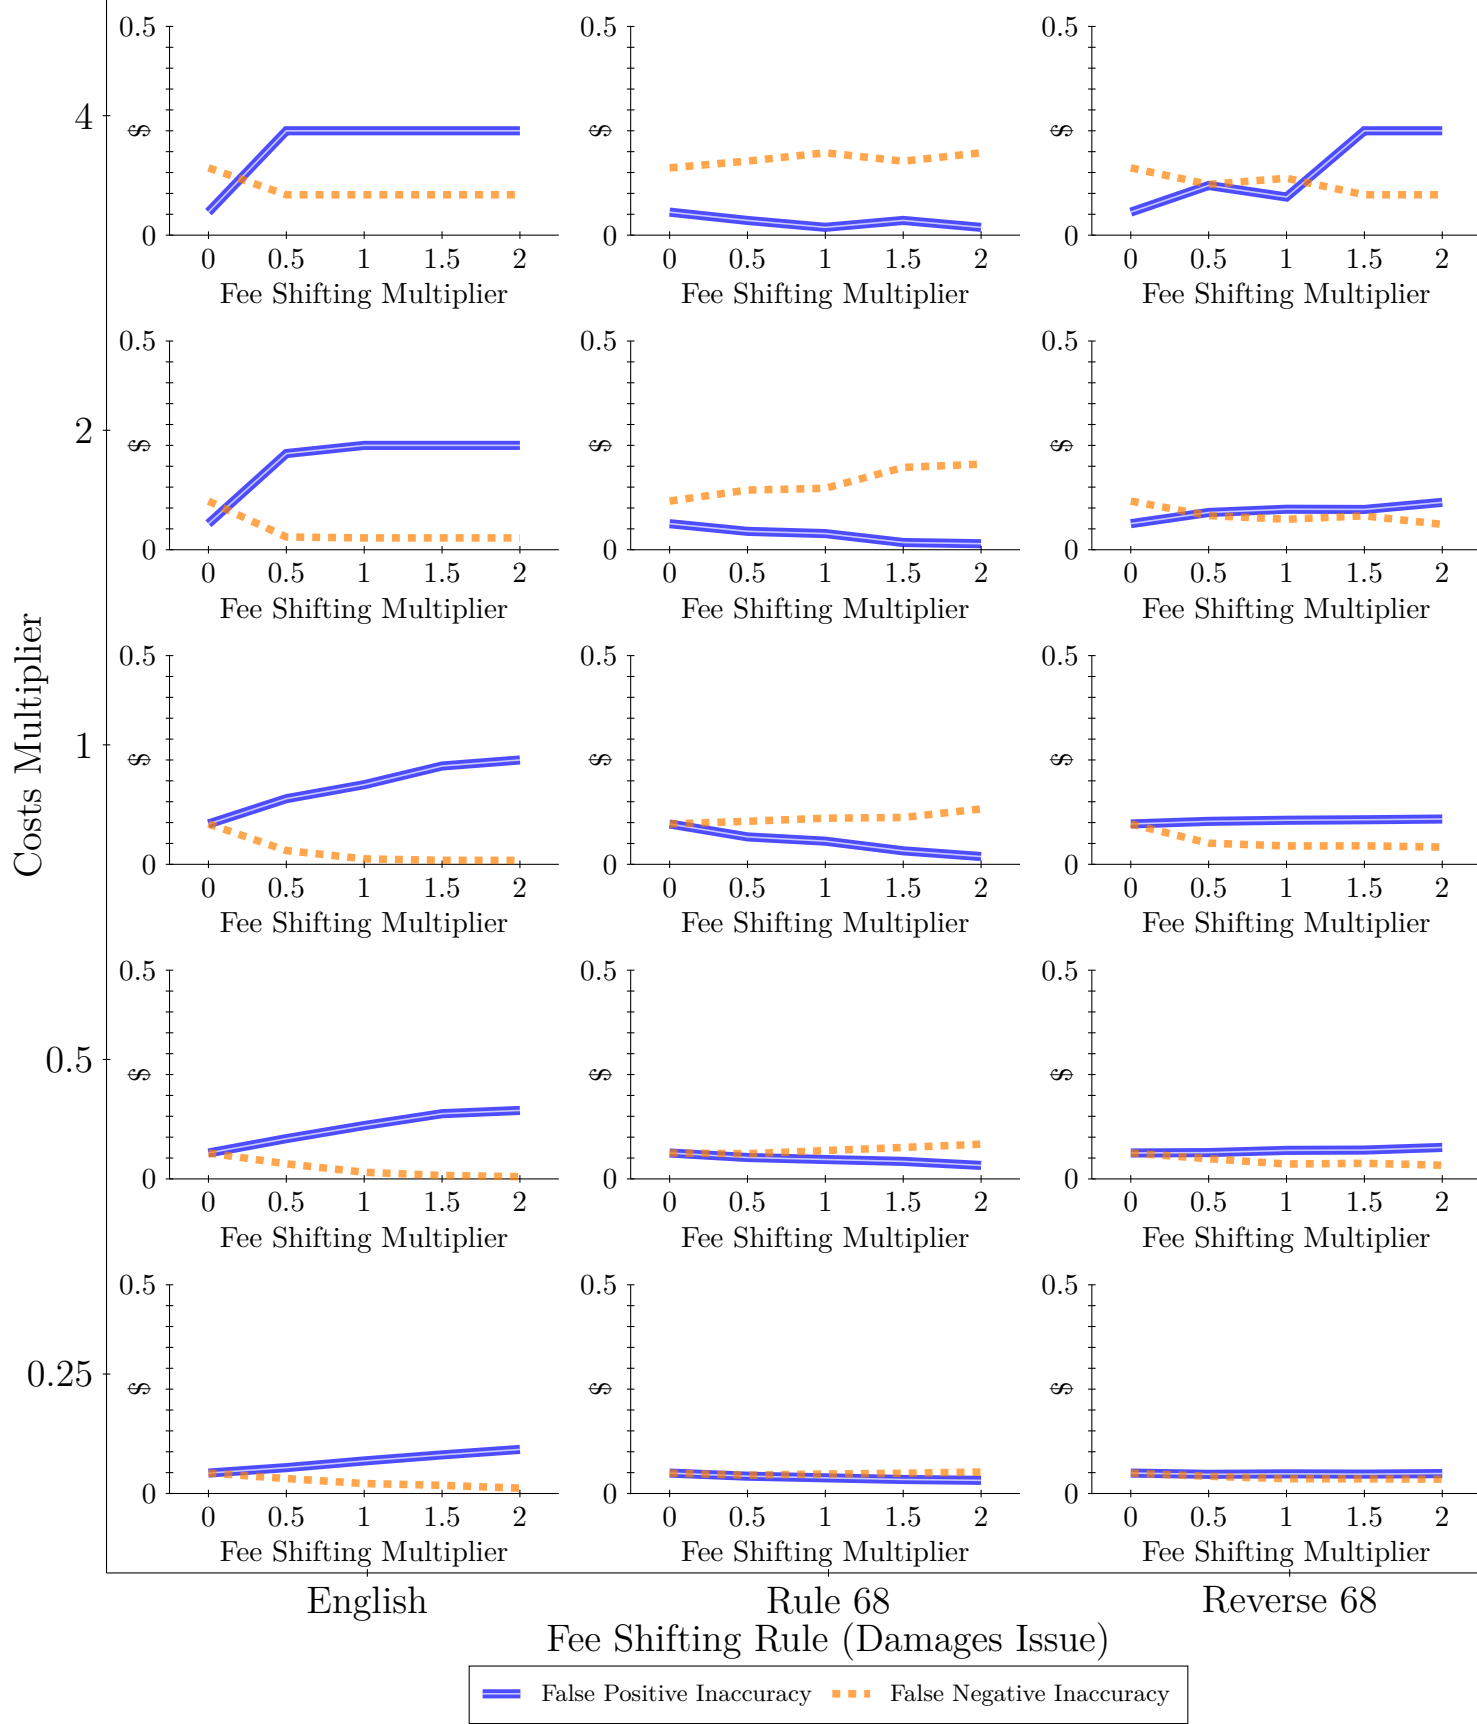 0.5 0.5 0.5
4 $ $ $
0 0 0
0 0.5 1 1.5 2 0 0.5 1 1.5 2 0 0.5 1 1.5 2
Fee Shifting Multiplier Fee Shifting Multiplier Fee Shifting Multiplier
0.5 0.5 0.5
2 $ $ $
0 0 0
0 0.5 1 1.5 2 0 0.5 1 1.5 2 0 0.5 1 1.5 2
Fee Shifting Multiplier Fee Shifting Multiplier Fee Shifting Multiplier
Costs Multiplier
0.5 0.5 0.5
1 $ $ $
0 0 0
0 0.5 1 1.5 2 0 0.5 1 1.5 2 0 0.5 1 1.5 2
Fee Shifting Multiplier Fee Shifting Multiplier Fee Shifting Multiplier
0.5 0.5 0.5
0.5 $ $ $
0 0 0
0 0.5 1 1.5 2 0 0.5 1 1.5 2 0 0.5 1 1.5 2
Fee Shifting Multiplier Fee Shifting Multiplier Fee Shifting Multiplier
0.5 0.5 0.5
0.25 $ $ $
0 0 0
0 0.5 1 1.5 2 0 0.5 1 1.5 2 0 0.5 1 1.5 2
Fee Shifting Multiplier Fee Shifting Multiplier Fee Shifting Multiplier
English Rule 68 Reverse 68
Fee Shifting Rule (Damages Issue)
False Positive Inaccuracy False Negative Inaccuracy